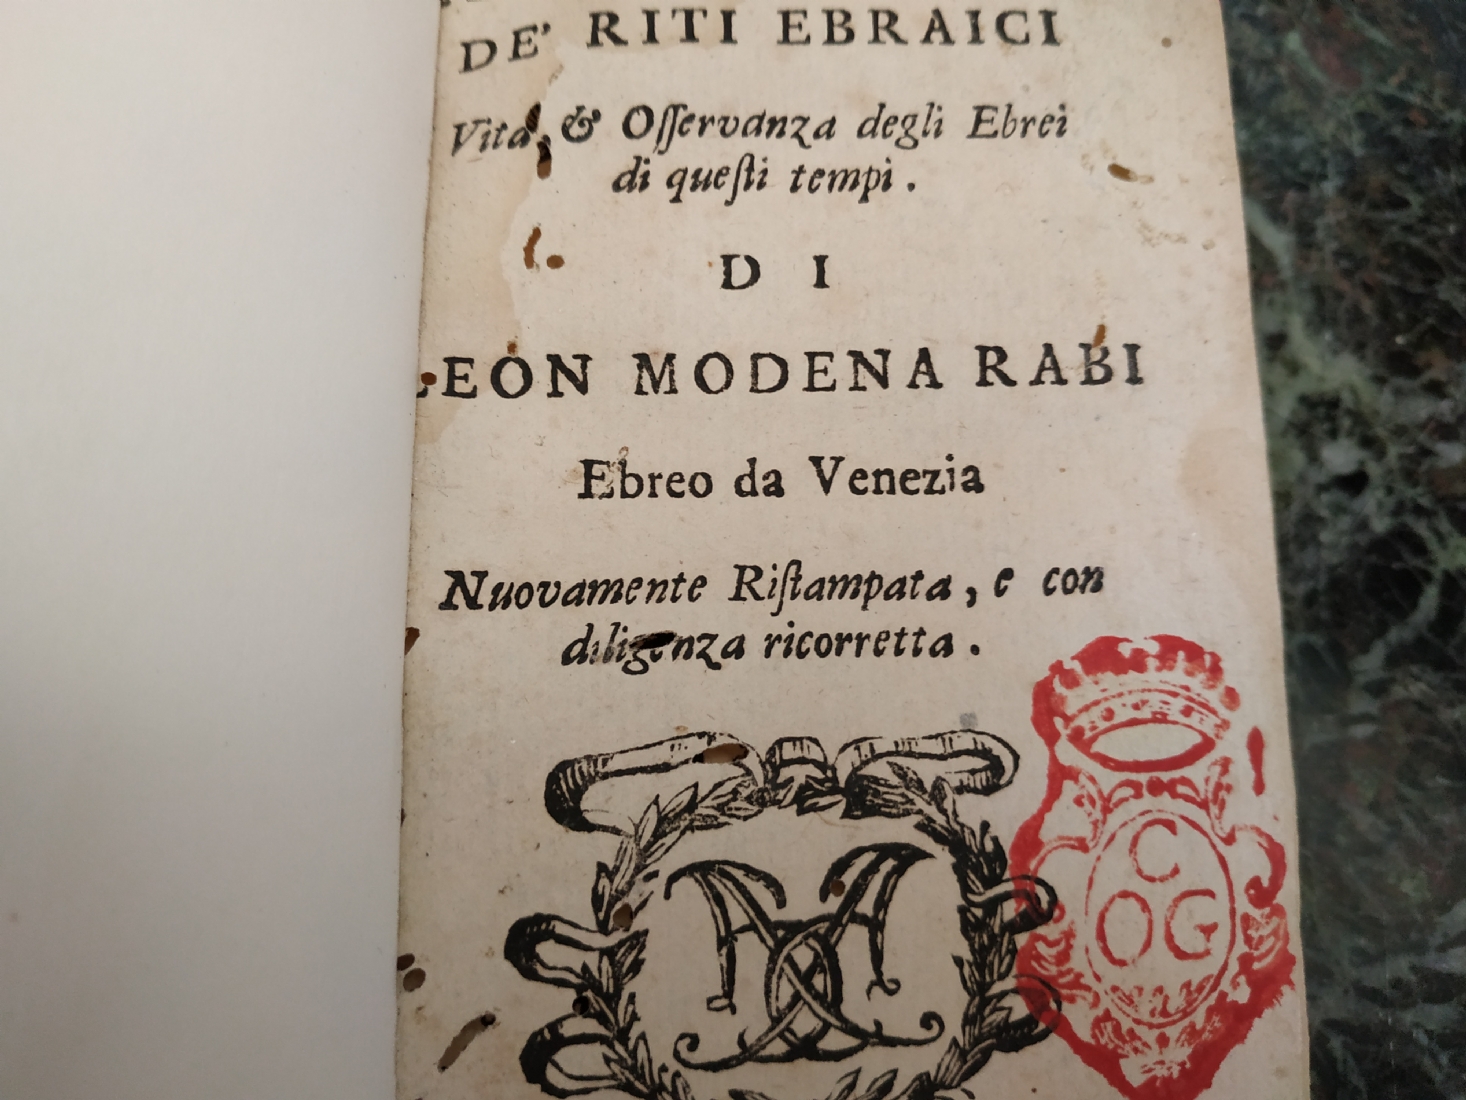 DE' RITI EBRAICI
Vita, & Oſſervanza degli Ebrei
di queſti tempi.
DI
LEON MODENA RABI
Ebreo da Venezia
Nuovamente Riſtampata, e con
diligenza ricorretta.
C
OG